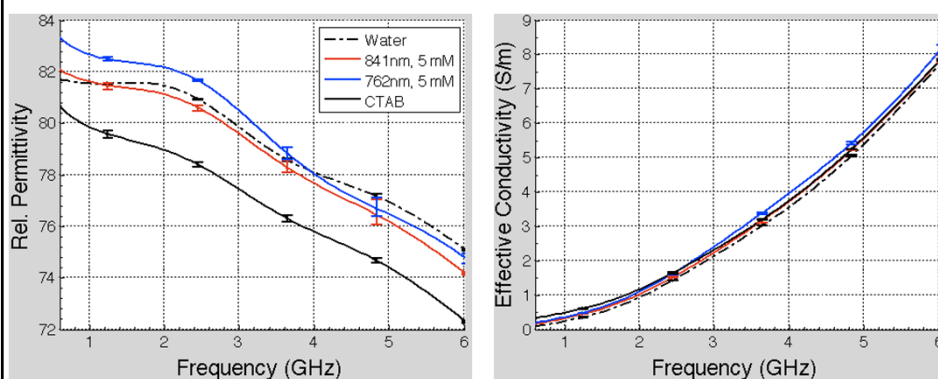 84
82
80
78
76
74
72
Rel. Permittivity
Water
841nm, 5 mM
762nm, 5 mM
CTAB
1 2 3 4 5 6
Frequency (GHz)
9
8
7
6
5
4
3
2
1
0
Effective Conductivity (S/m)
1 2 3 4 5 6
Frequency (GHz)